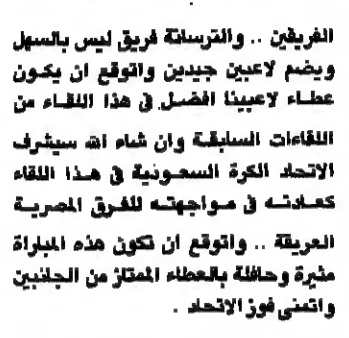 الفريقين .. والترسانة فريق ليس بالسهل
ويضم لاعبين جيدين واتوقع ان يكون
عطاء لاعبينا افضل في هذا اللقاء من
اللقاءات السابقة وان شاء الله سيشرف
الاتحاد الكرة السعودية في هذا اللقاء
كعادته في مواجهته للفرق المصرية
العريقة .. واتوقع ان تكون هذه المباراة
مثيرة وحافلة بالعطاء الممتاز من الجانبين
واتمنى فوز الاتحاد .